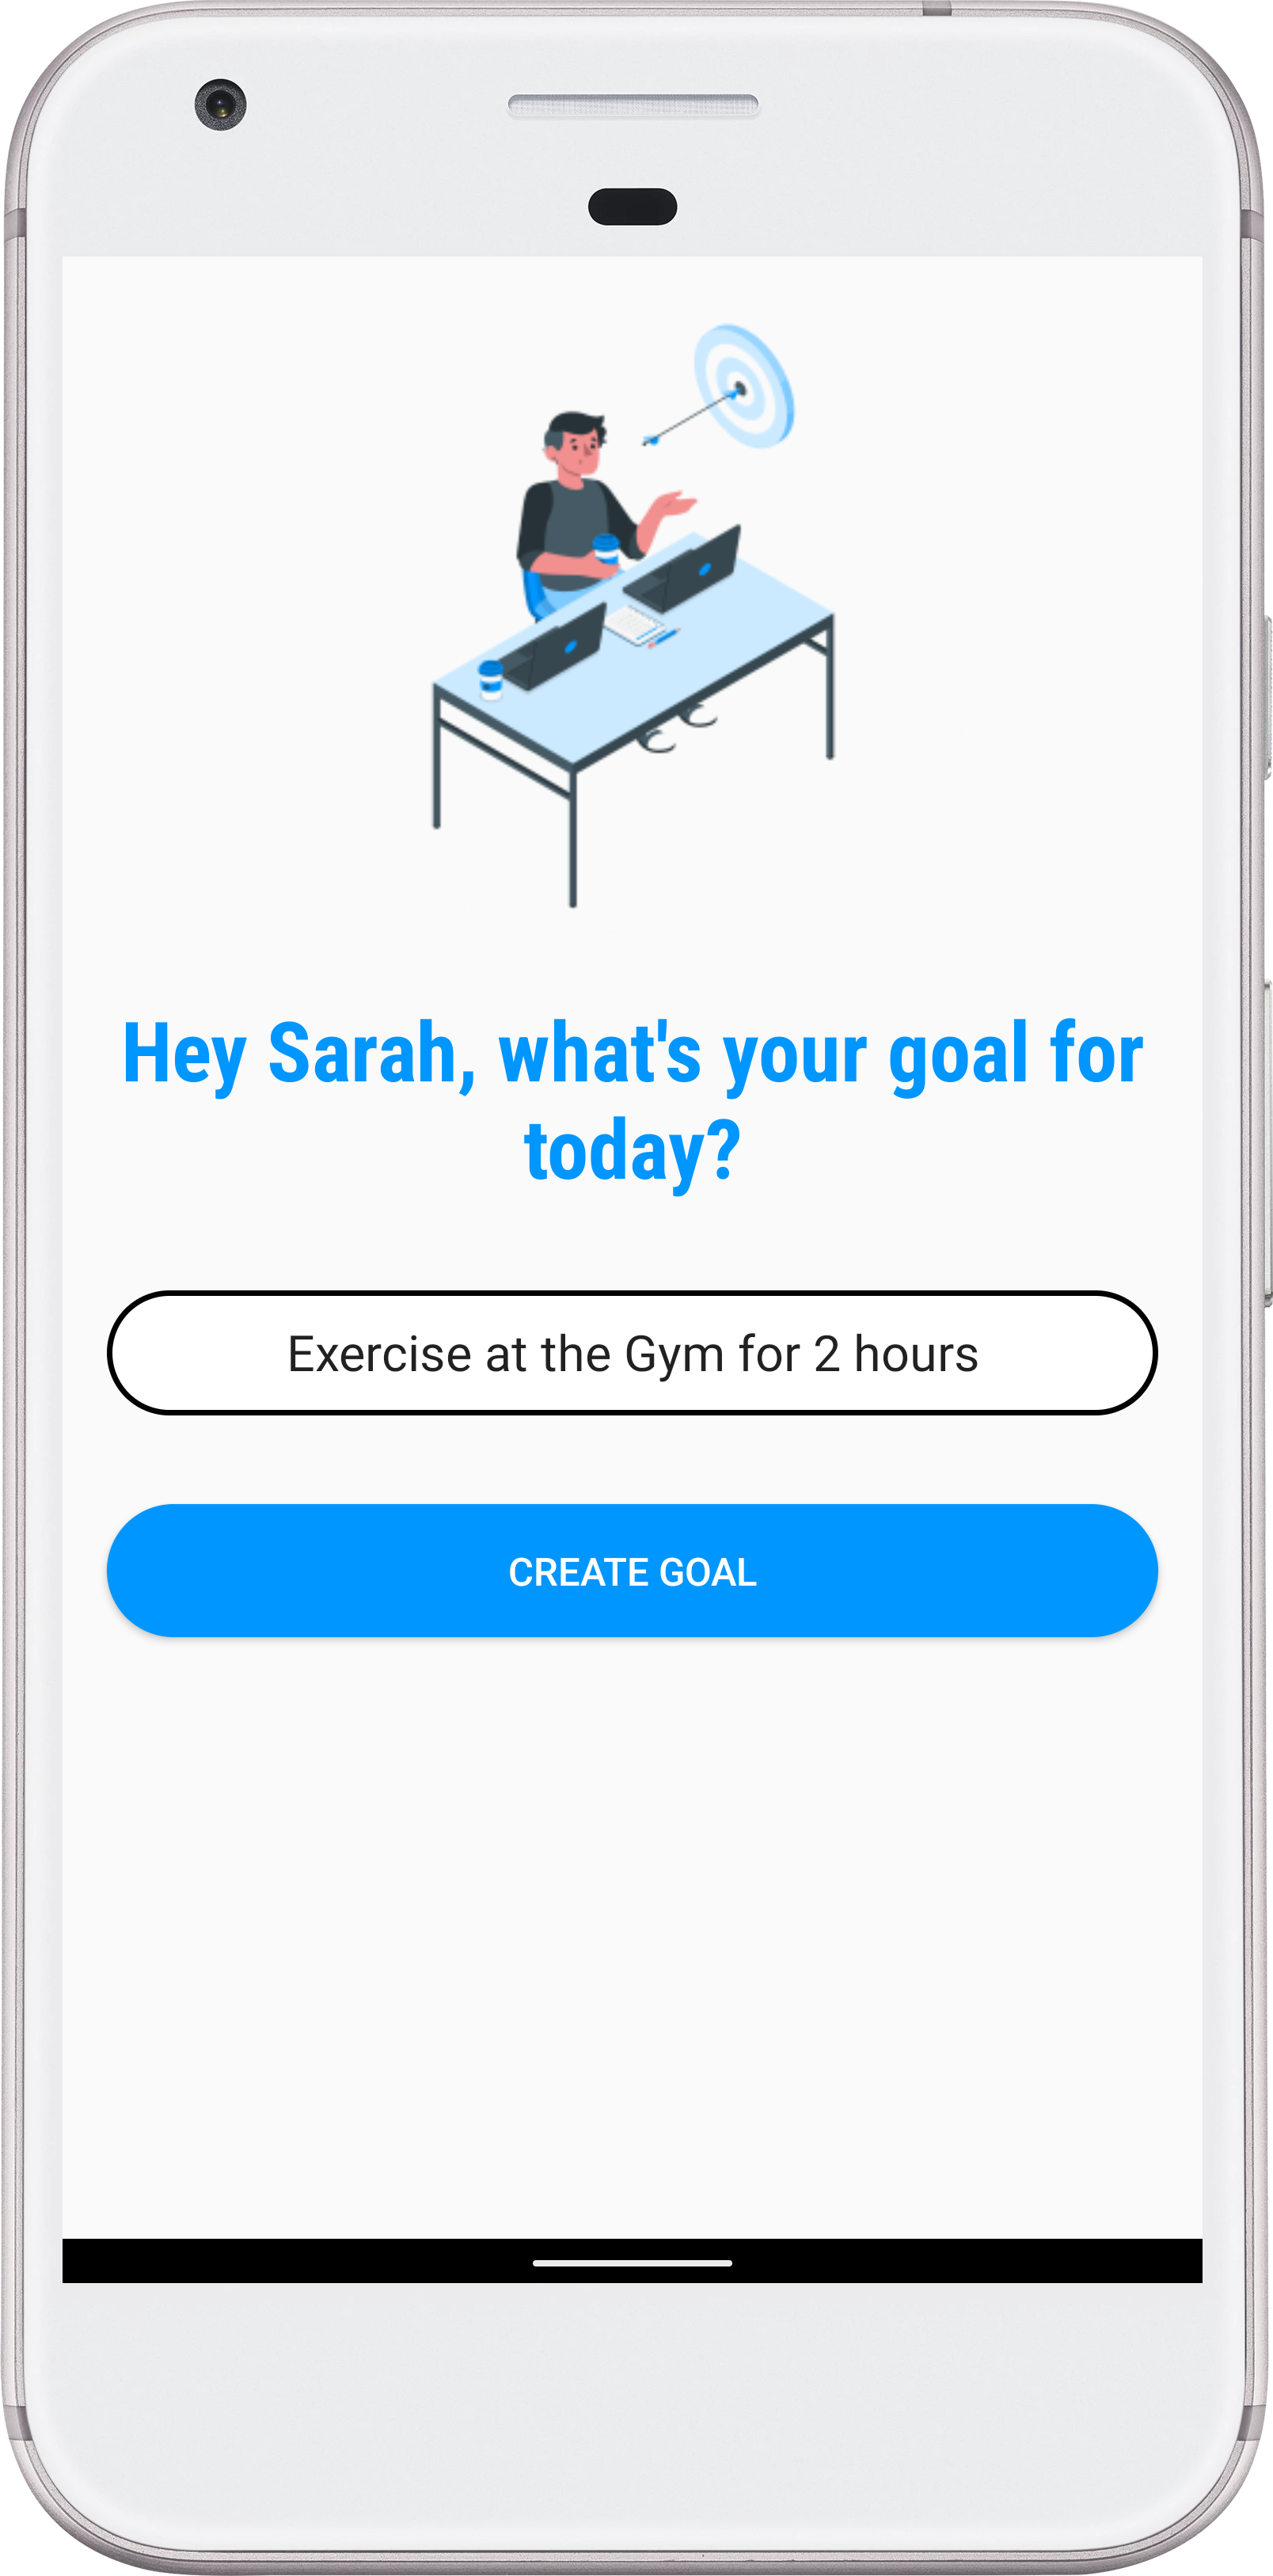 Hey Sarah, what's your goal for
today?
Exercise at the Gym for 2 hours
CREATE GOAL